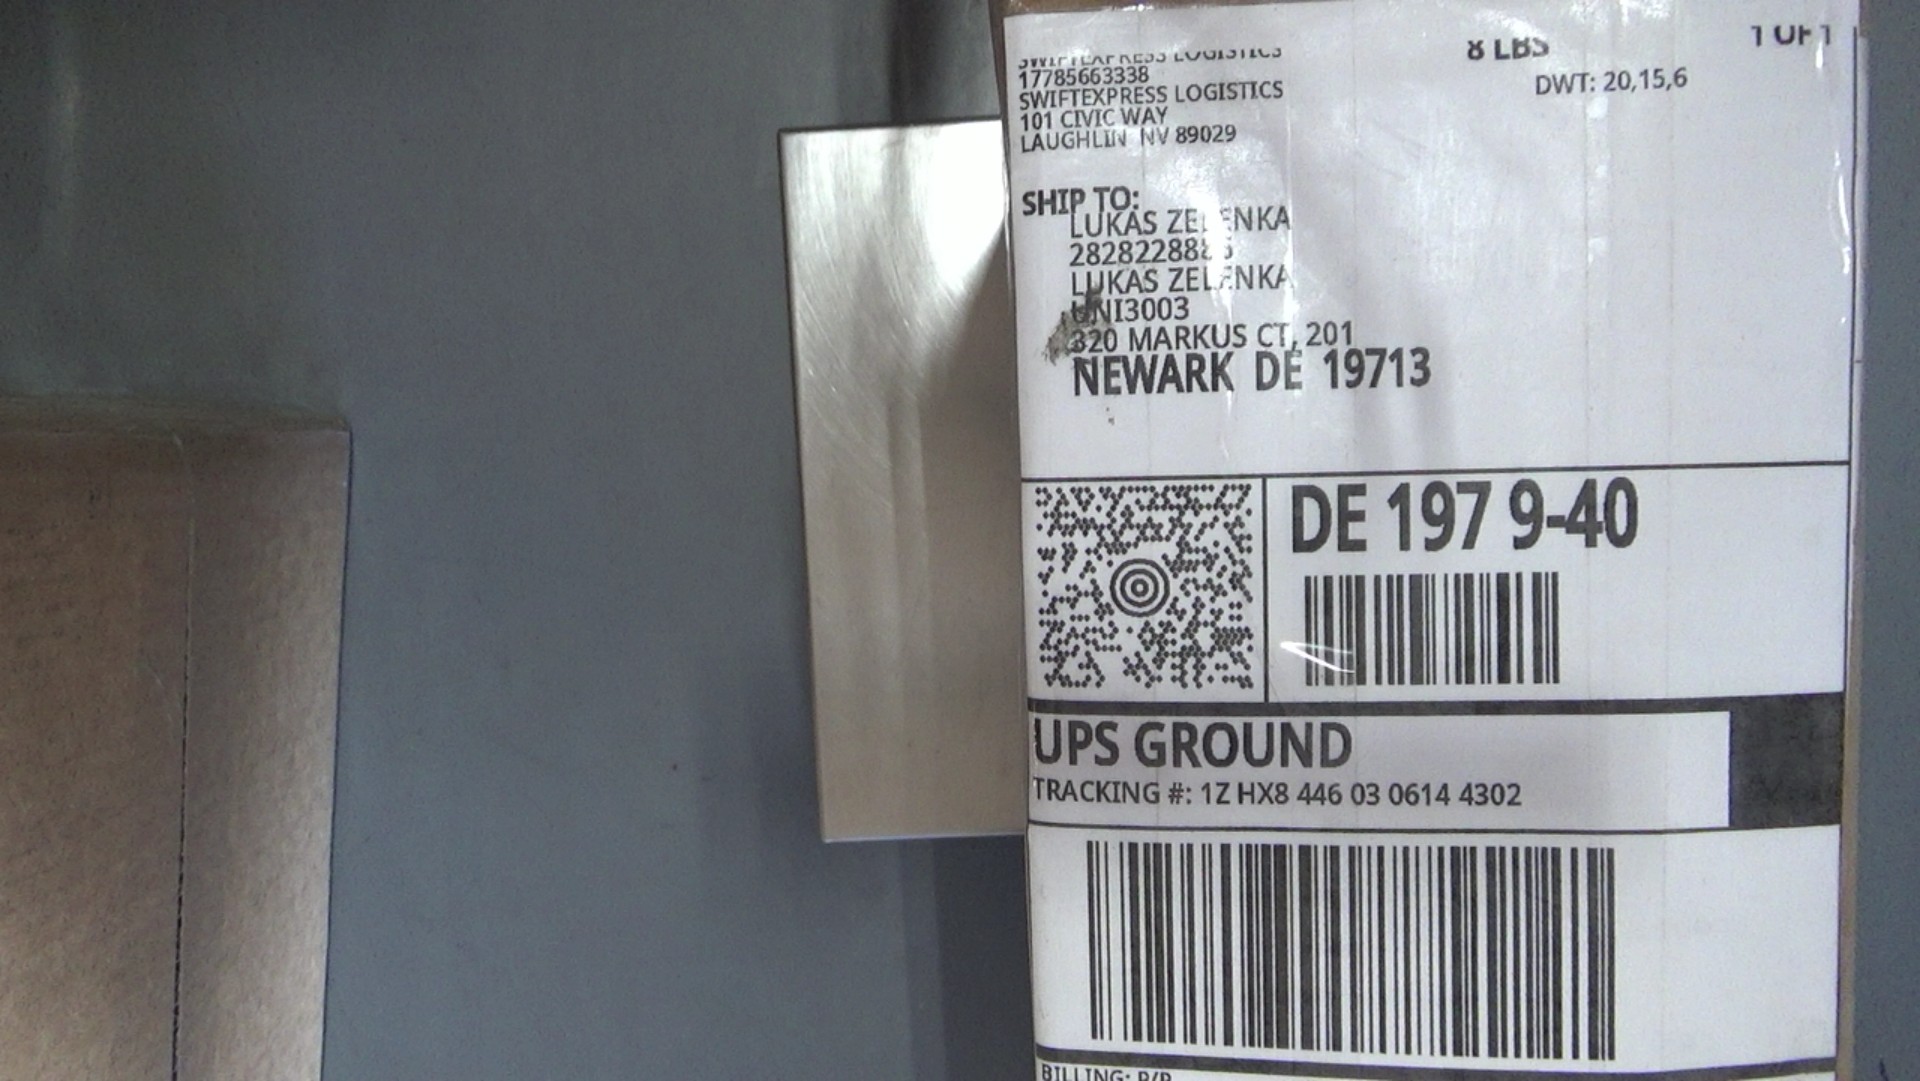 SWIFTEXPRESS LOGISTICS
17785663338
SWIFTEXPRESS LOGISTICS
101 CIVIC WAY
LAUGHLIN NV 89029
8 LBS
1 OF 1
DWT: 20,15,6
SHIP TO:
LUKAS ZELENKA
LUKAS ZELENKA
UNI3003
320 MARKUS CT, 201
NEWARK DE 19713
DE 197 9-40
UPS GROUND
TRACKING #: 1Z HX8 446 03 0614 4302
BILLING: P/P